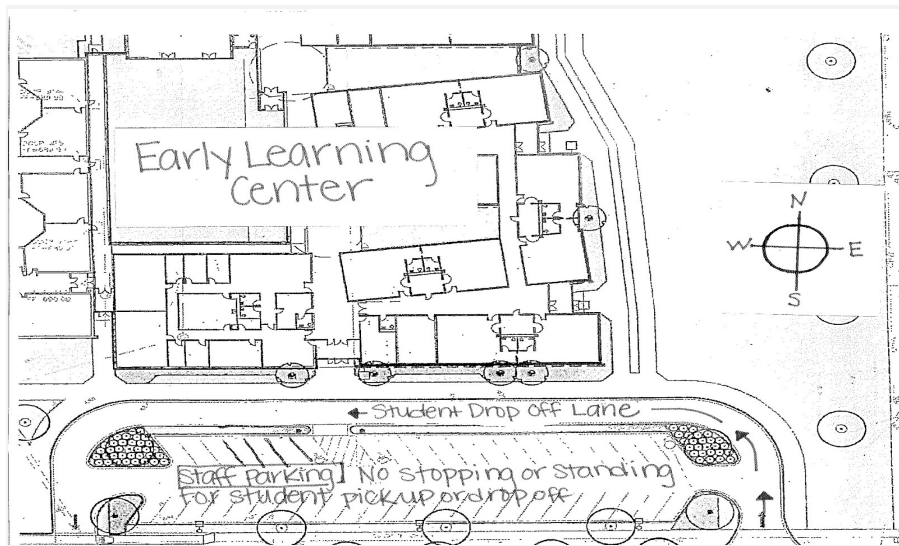 Early Learning
Center
N
W E
S
Student Drop Off Lane
Staff Parking No Stopping or Standing
for student pickup or drop off